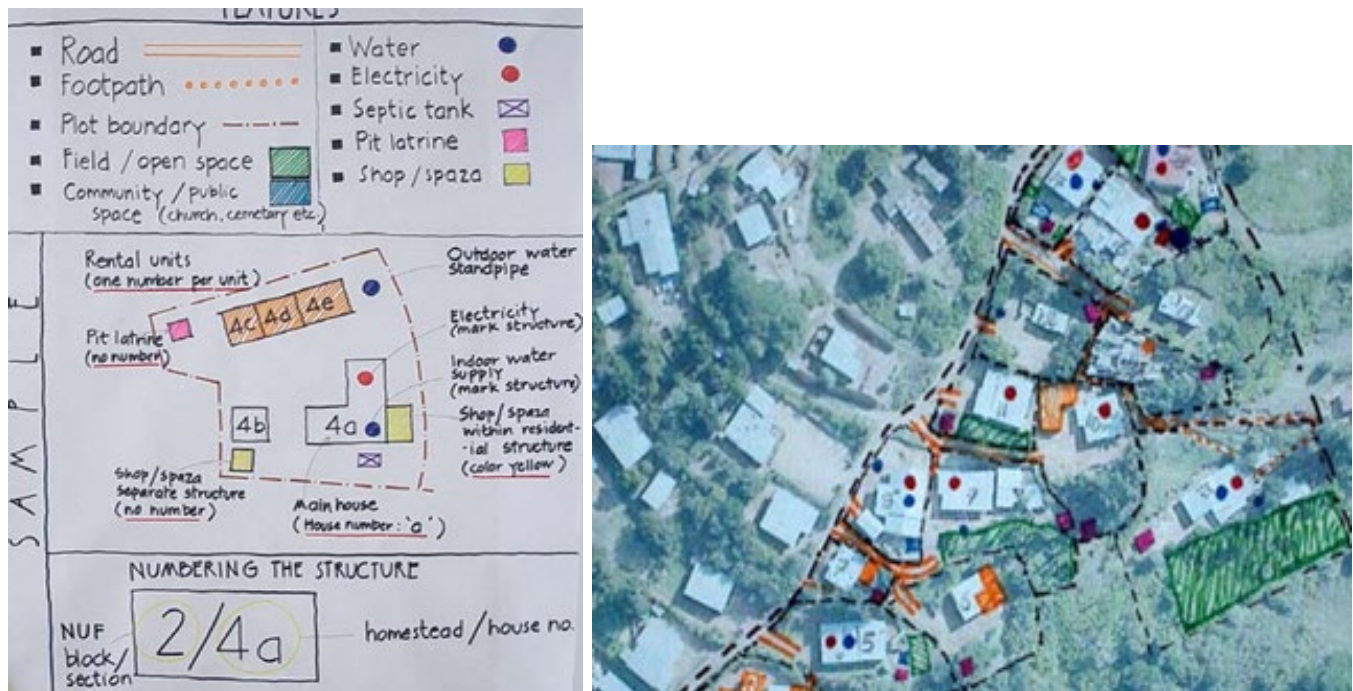 FEATURES
Road
Footpath
Plot boundary
Field / open space
Community / public
space (church, cemetary etc.)
Water
Electricity
Septic tank
Pit latrine
Shop / spaza
SAMPLE
Rental units
(one number per unit)
Pit latrine
(no number)
4c 4d 4e
4b
4a
Shop / spaza
separate structure
(no number)
Main house
(House number: 'a')
Outdoor water
standpipe
Electricity
(mark structure)
Indoor water
supply
(mark structure)
Shop / spaza
within resident-
ial structure
(color yellow)
NUMBERING THE STRUCTURE
NUF
block/
section
2/4a
homestead / house no.
5